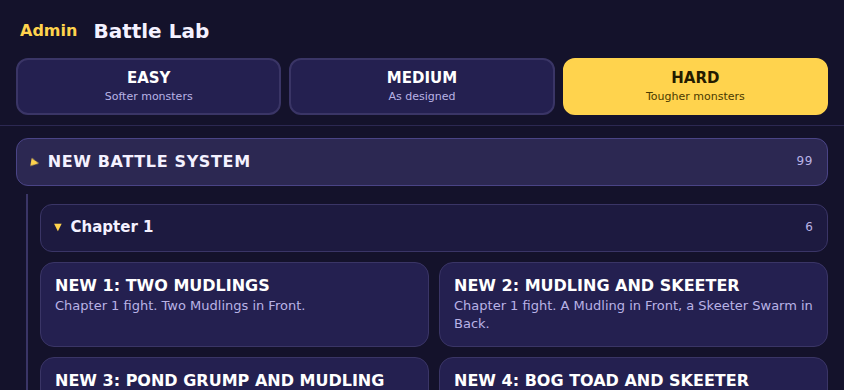 Admin Battle Lab
EASY
Softer monsters
MEDIUM
As designed
HARD
Tougher monsters
NEW BATTLE SYSTEM 99
Chapter 1 6
NEW 1: TWO MUDLINGS
Chapter 1 fight. Two Mudlings in Front.
NEW 2: MUDLING AND SKEETER
Chapter 1 fight. A Mudling in Front, a Skeeter Swarm in
Back.
NEW 3: POND GRUMP AND MUDLING
NEW 4: BOG TOAD AND SKEETER